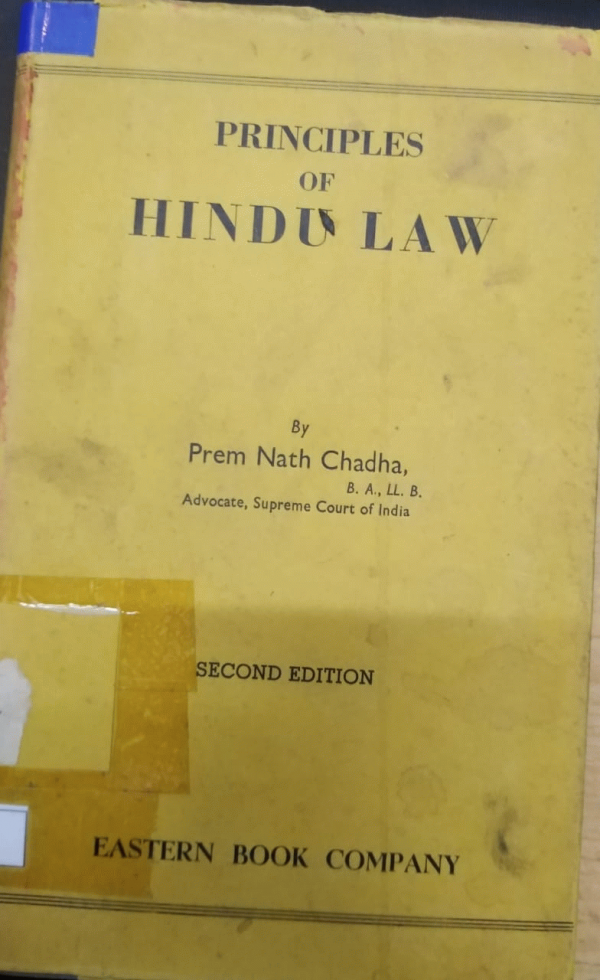 PRINCIPLES
OF
HINDU LAW
By
Prem Nath Chadha,
B. A., LL. B.
Advocate, Supreme Court of India
SECOND EDITION
EASTERN BOOK COMPANY